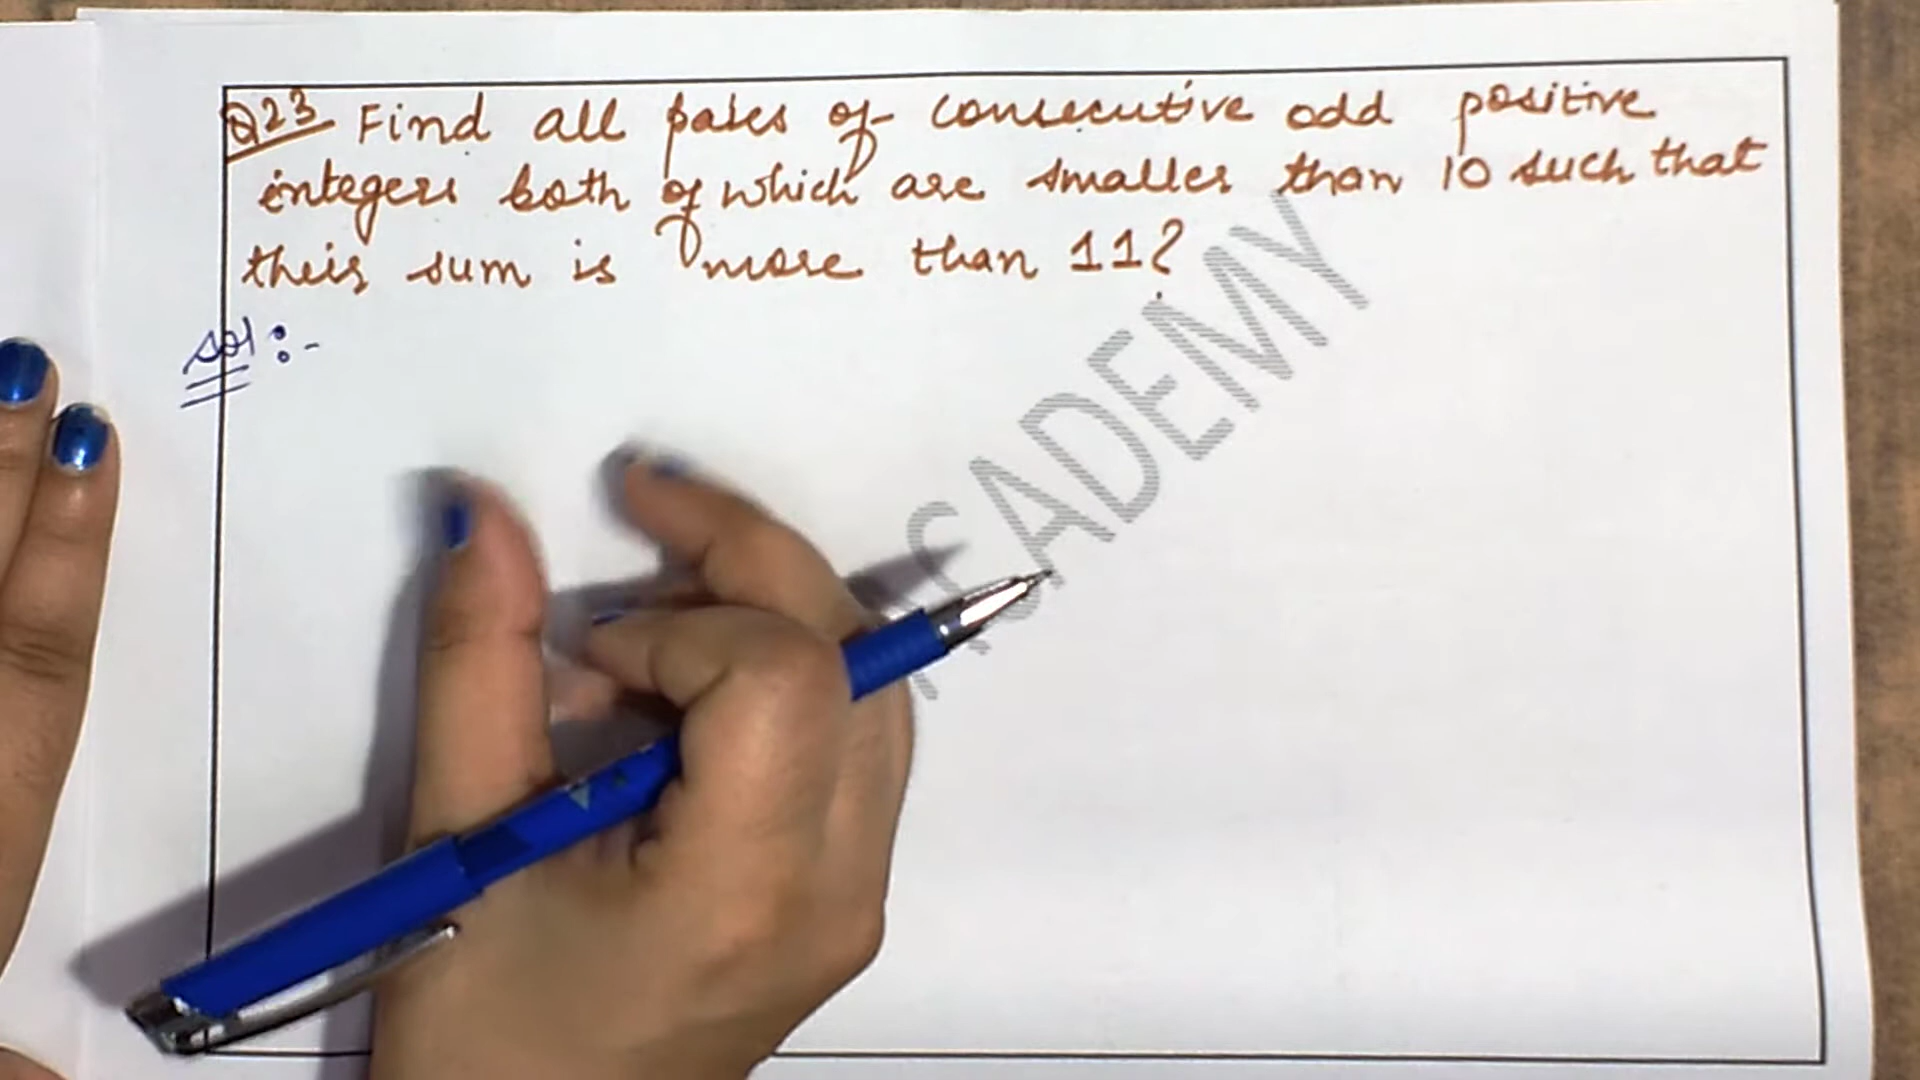 Q23 Find all pairs of consecutive odd positive
integers both of which are smaller than 10 such that
their sum is more than 11?
Sol:-